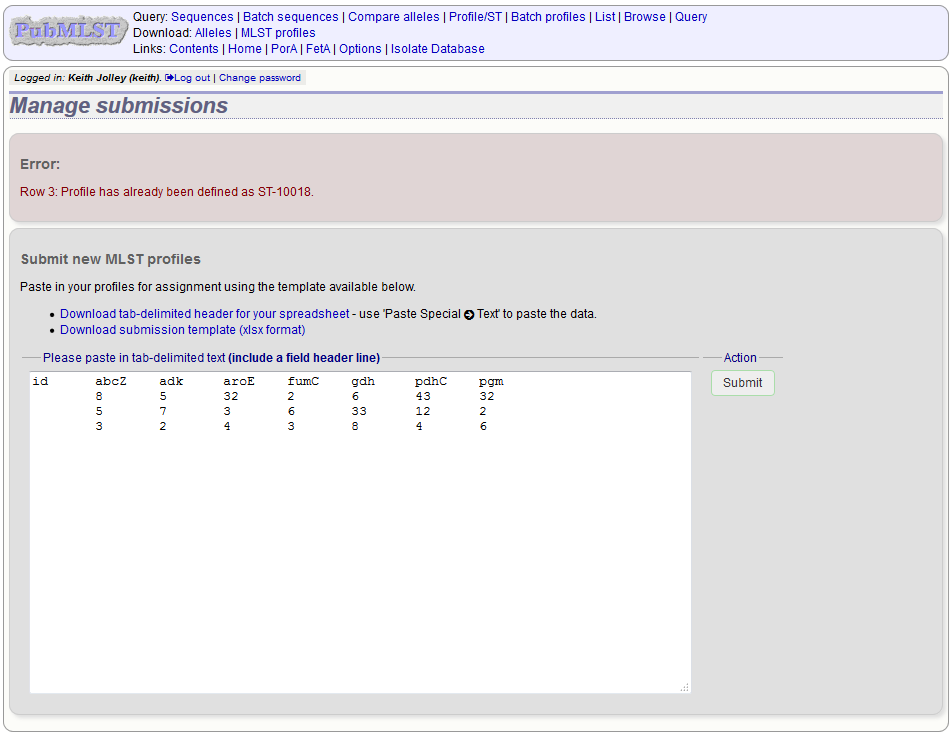 PubMLST
Query: Sequences | Batch sequences | Compare alleles | Profile/ST | Batch profiles | List | Browse | Query
Download: Alleles | MLST profiles
Links: Contents | Home | PorA | FetA | Options | Isolate Database
Logged in: Keith Jolley (keith). Log out | Change password
Manage submissions
Error:
Row 3: Profile has already been defined as ST-10018.
Submit new MLST profiles
Paste in your profiles for assignment using the template available below.
• Download tab-delimited header for your spreadsheet - use 'Paste Special Text' to paste the data.
• Download submission template (xlsx format)
Please paste in tab-delimited text (include a field header line)
Action
Submit
id abcZ adk aroE fumC gdh pdhC pgm
8 5 32 2 6 43 32
5 7 3 6 33 12 2
3 2 4 3 8 4 6